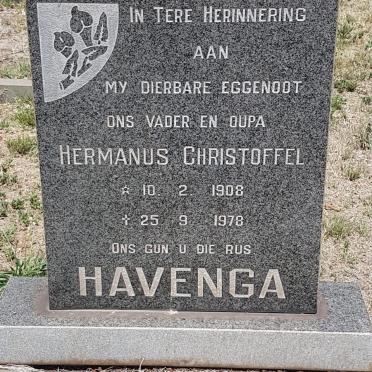 IN TERE HERINNERING
AAN
MY DIERBARE EGGENOOT
ONS VADER EN OUPA
HERMANUS CHRISTOFFEL
☆ 10 2 1908
✝ 25 9 1978
ONS GUN U DIE RUS
HAVENGA